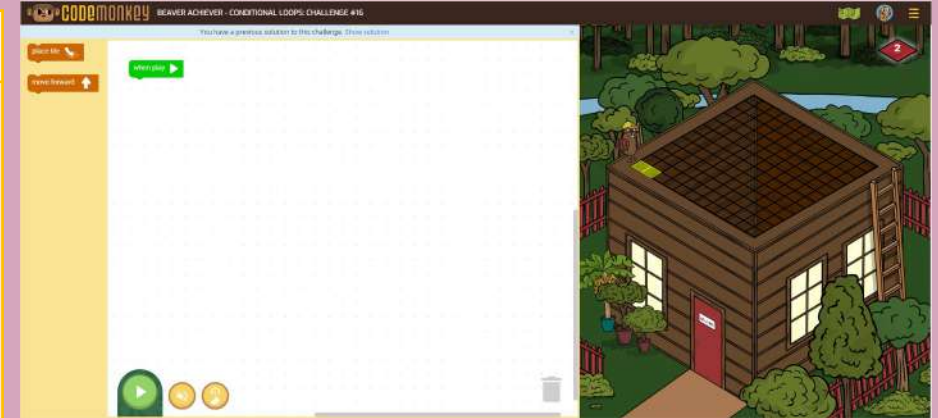 CODEMONKEY BEAVER ACHIEVER - CONDITIONAL LOOPS: CHALLENGE #16
You have a previous solution to this challenge. Show solution
place tile
when play
move forward
2